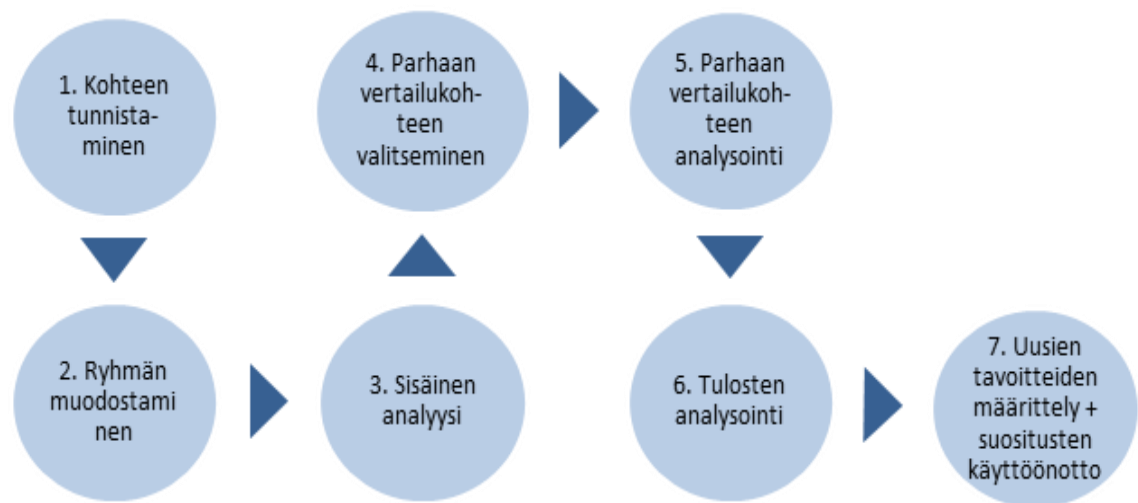 1. Kohteen
tunnista-
minen
2. Ryhmän
muodostami
nen
3. Sisäinen
analyysi
4. Parhaan
vertailukoh-
teen
valitseminen
5. Parhaan
vertailukoh-
teen
analysointi
6. Tulosten
analysointi
7. Uusien
tavoitteiden
määrittely +
suositusten
käyttöönotto